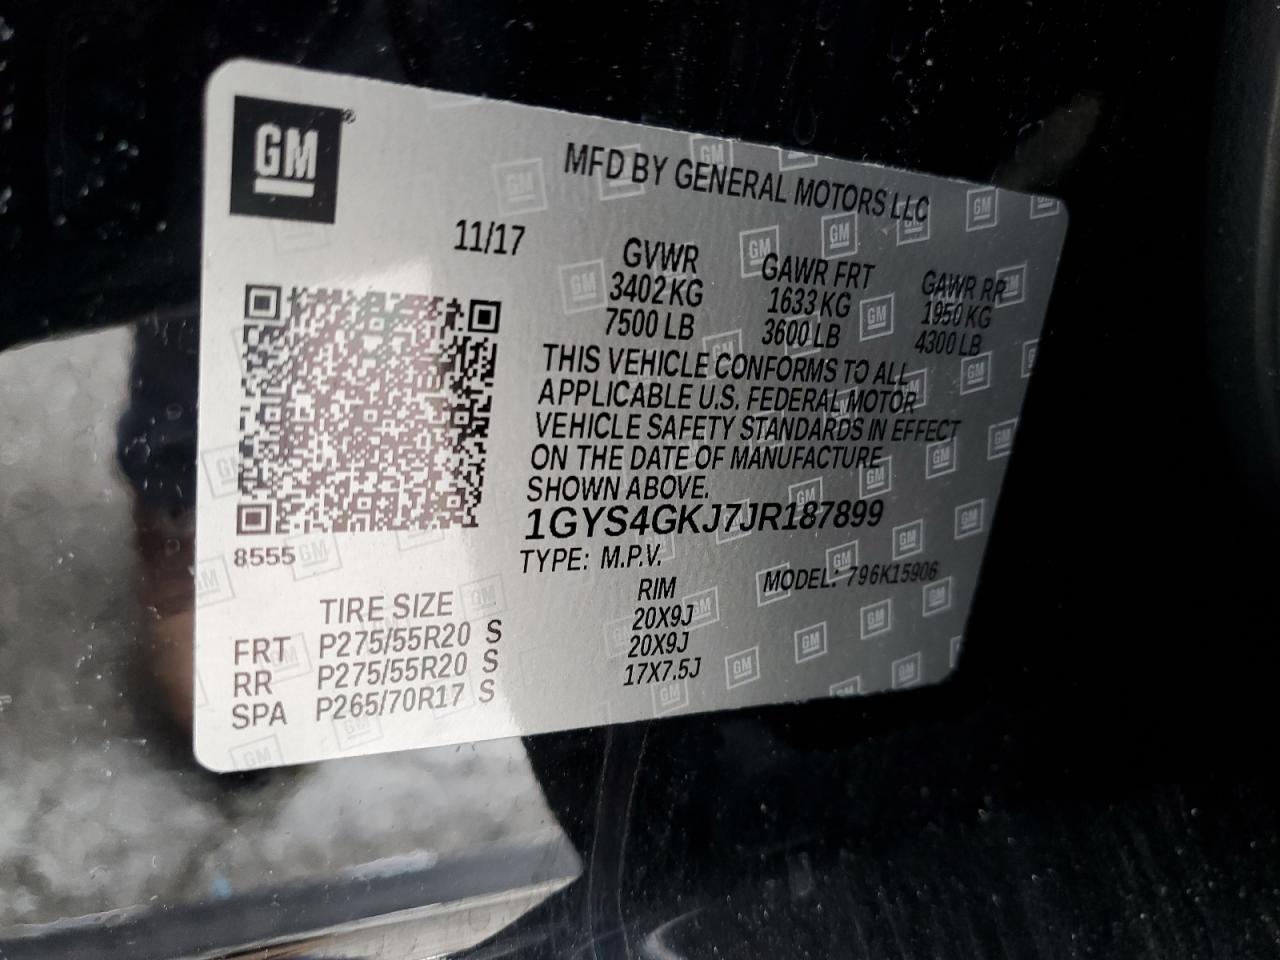 GM®
MFD BY GENERAL MOTORS LLC
11/17
GVWR GAWR FRT GAWR RR
3402 KG 1633 KG 1950 KG
7500 LB 3600 LB 4300 LB
THIS VEHICLE CONFORMS TO ALL
APPLICABLE U.S. FEDERAL MOTOR
VEHICLE SAFETY STANDARDS IN EFFECT
ON THE DATE OF MANUFACTURE
SHOWN ABOVE.
1GYS4GKJ7JR187899
8555
TYPE: M.P.V. MODEL: 796K15906
TIRE SIZE RIM
FRT P275/55R20 S 20X9J
RR P275/55R20 S 20X9J
SPA P265/70R17 S 17X7.5J